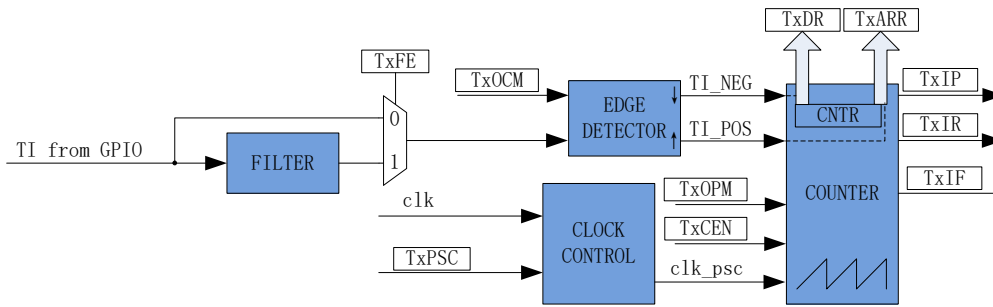 TxDR
TxARR
TxFE
TxOCM
TI_NEG
TxIP
0
EDGE
DETECTOR
CNTR
TI from GPIO
FILTER
1
TI_POS
TxIR
TxIF
clk
TxOPM
COUNTER
CLOCK
CONTROL
TxCEN
TxPSC
clk_psc